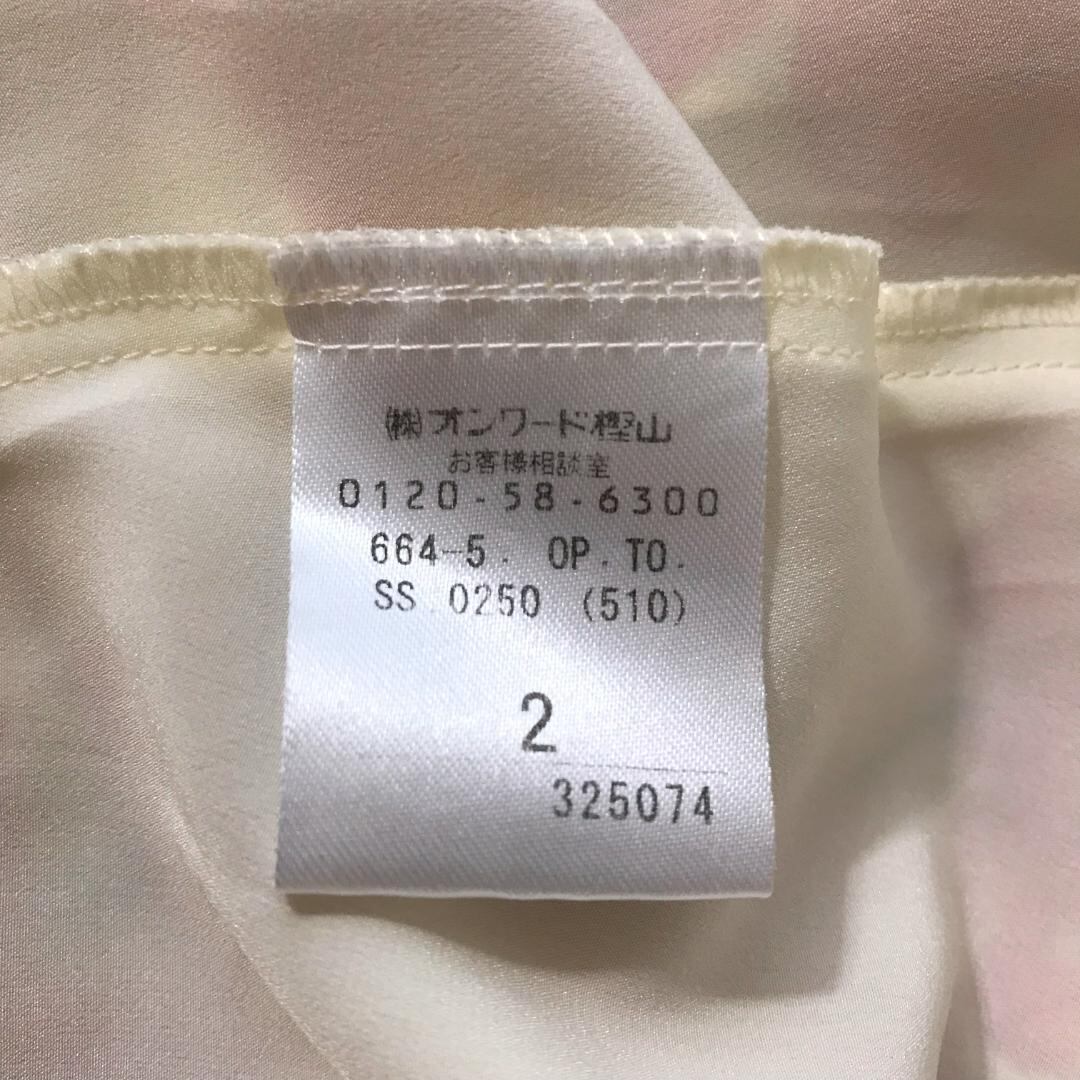 ㈱オンワード樫山
お客様相談室
0120-58-6300
664-5. OP.TO.
SS 0250 (510)
2
325074